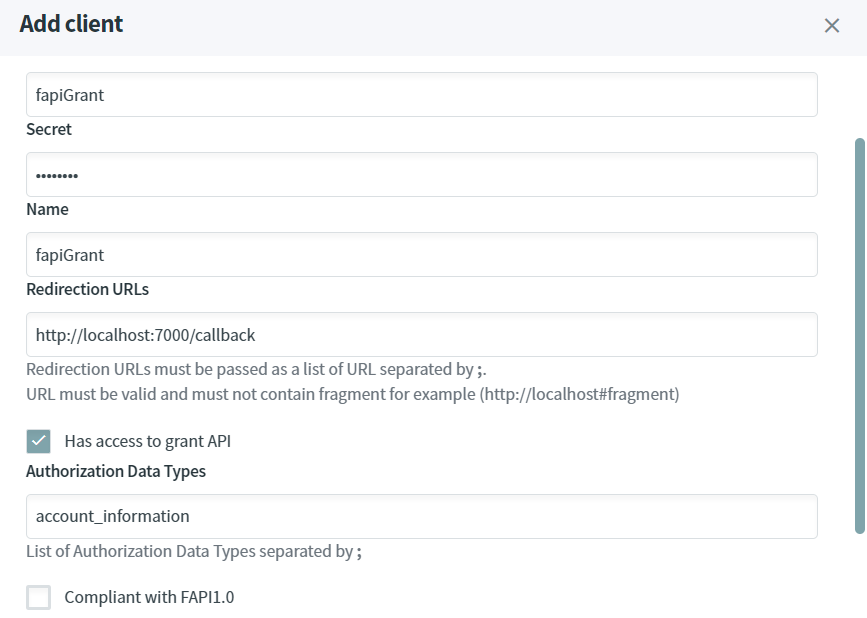 Add client
fapiGrant
Secret
••••••••
Name
fapiGrant
Redirection URLs
http://localhost:7000/callback
Redirection URLs must be passed as a list of URL separated by ;.
URL must be valid and must not contain fragment for example (http://localhost#fragment)
Has access to grant API
Authorization Data Types
account_information
List of Authorization Data Types separated by ;
Compliant with FAPI1.0